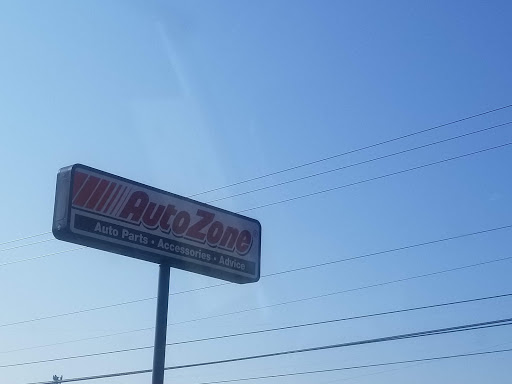 AutoZone
Auto Parts • Accessories • Advice